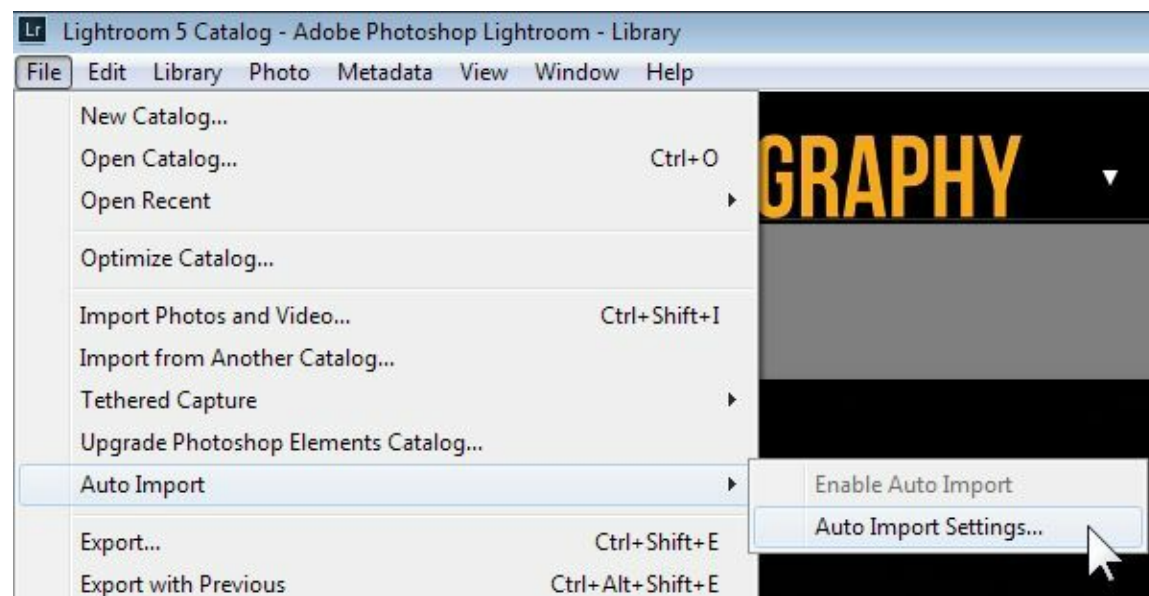 Lr Lightroom 5 Catalog - Adobe Photoshop Lightroom - Library
File Edit Library Photo Metadata View Window Help
New Catalog...
Open Catalog... Ctrl+O
Open Recent
GRAPHY
Optimize Catalog...
Import Photos and Video... Ctrl+Shift+I
Import from Another Catalog...
Tethered Capture
Upgrade Photoshop Elements Catalog...
Auto Import
Enable Auto Import
Auto Import Settings...
Export... Ctrl+Shift+E
Export with Previous Ctrl+Alt+Shift+E